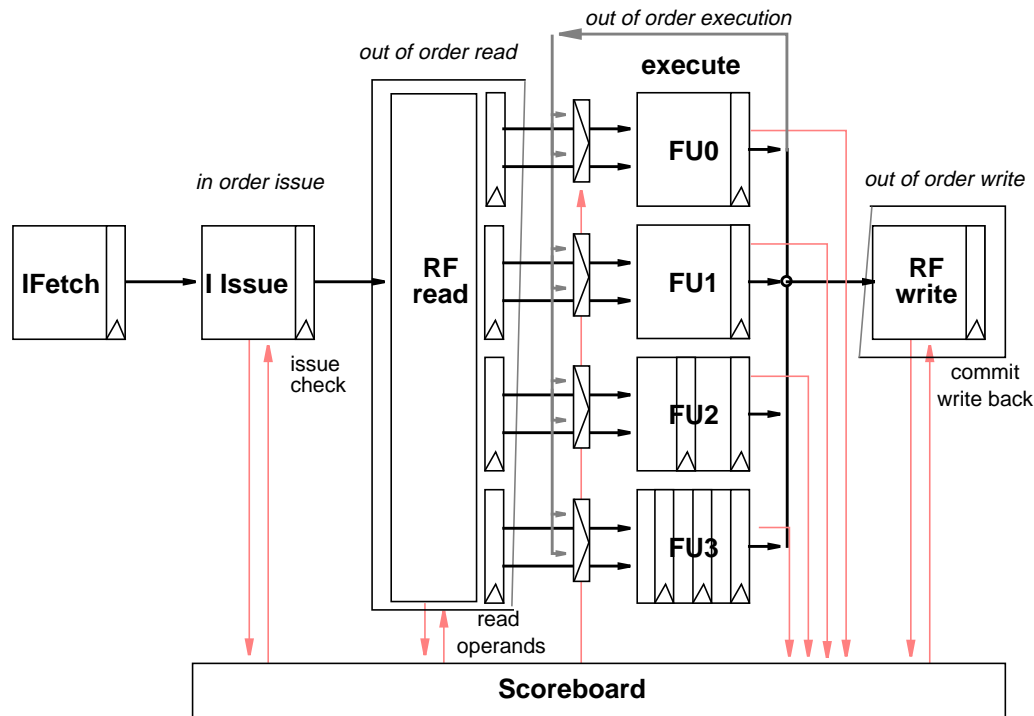 out of order execution
out of order read
execute
FU0
in order issue
out of order write
IFetch
I Issue
RF
read
FU1
RF
write
issue
check
commit
write back
FU2
FU3
read
operands
Scoreboard